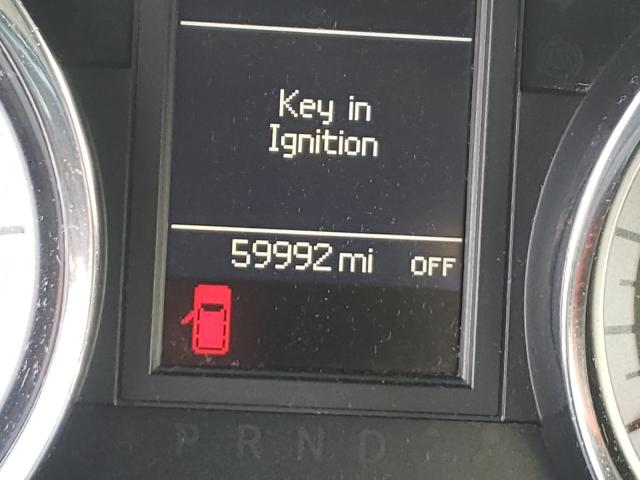 Key in
Ignition
59992 mi OFF
P R N D